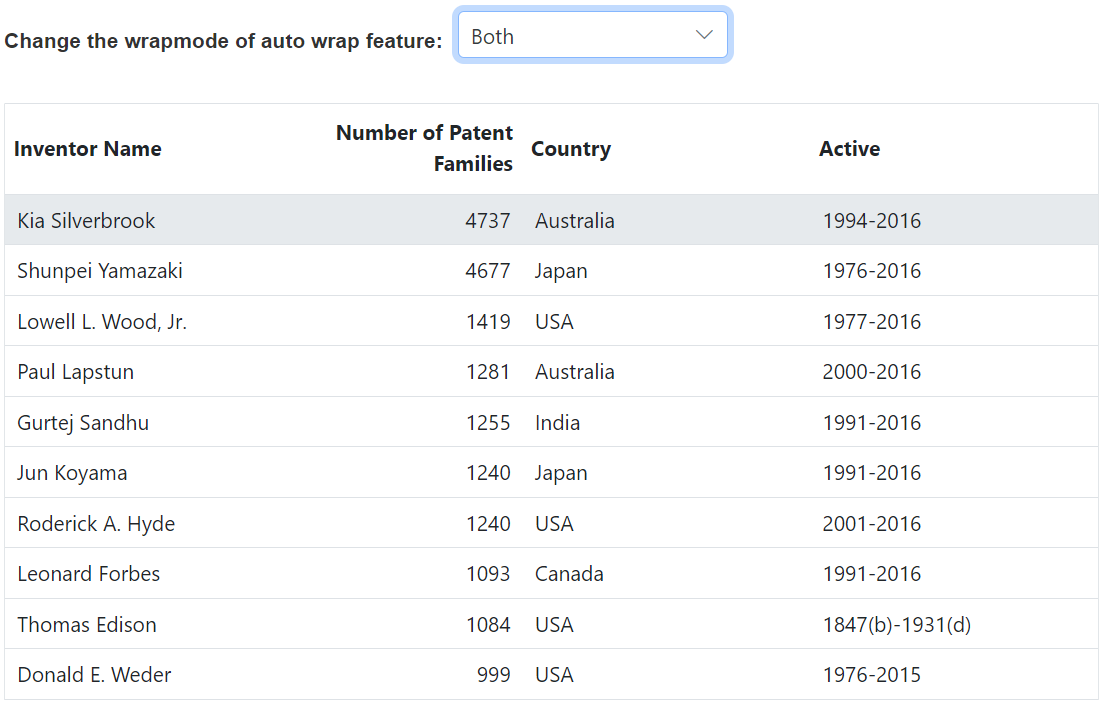 Change the wrapmode of auto wrap feature: Both
Inventor Name Number of Patent Families Country Active
Kia Silverbrook 4737 Australia 1994-2016
Shunpei Yamazaki 4677 Japan 1976-2016
Lowell L. Wood, Jr. 1419 USA 1977-2016
Paul Lapstun 1281 Australia 2000-2016
Gurtej Sandhu 1255 India 1991-2016
Jun Koyama 1240 Japan 1991-2016
Roderick A. Hyde 1240 USA 2001-2016
Leonard Forbes 1093 Canada 1991-2016
Thomas Edison 1084 USA 1847(b)-1931(d)
Donald E. Weder 999 USA 1976-2015